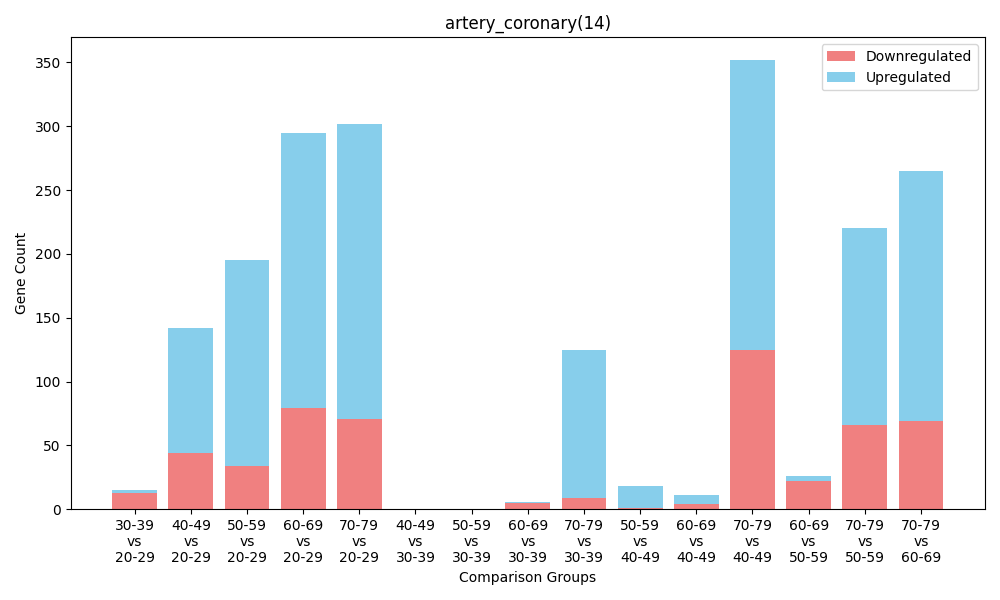 artery_coronary(14)
Downregulated
Upregulated
Gene Count
350
300
250
200
150
100
50
0
30-39 40-49 50-59 60-69 70-79 40-49 50-59 60-69 70-79 50-59 60-69 70-79 60-69 70-79 70-79
vs vs vs vs vs vs vs vs vs vs vs vs vs vs vs
20-29 20-29 20-29 20-29 20-29 30-39 30-39 30-39 30-39 40-49 40-49 40-49 50-59 50-59 60-69
Comparison Groups